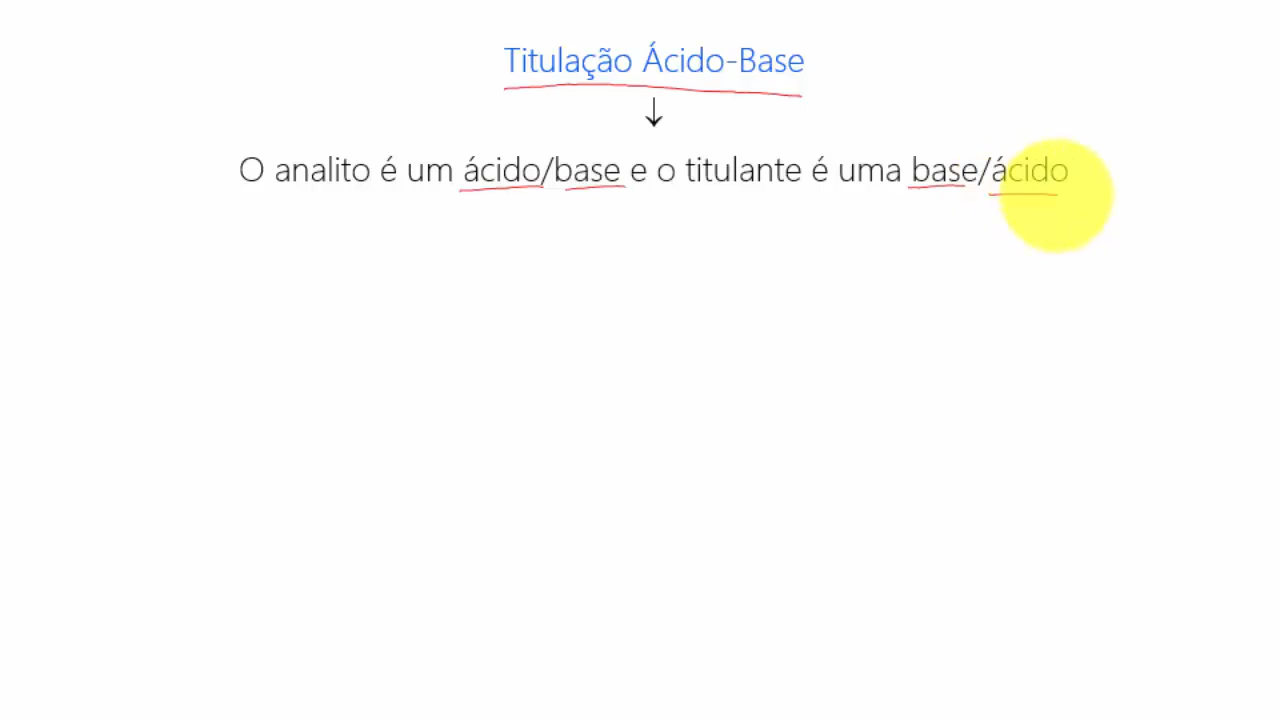 Titulação Ácido-Base
O analito é um ácido/base e o titulante é uma base/ácido